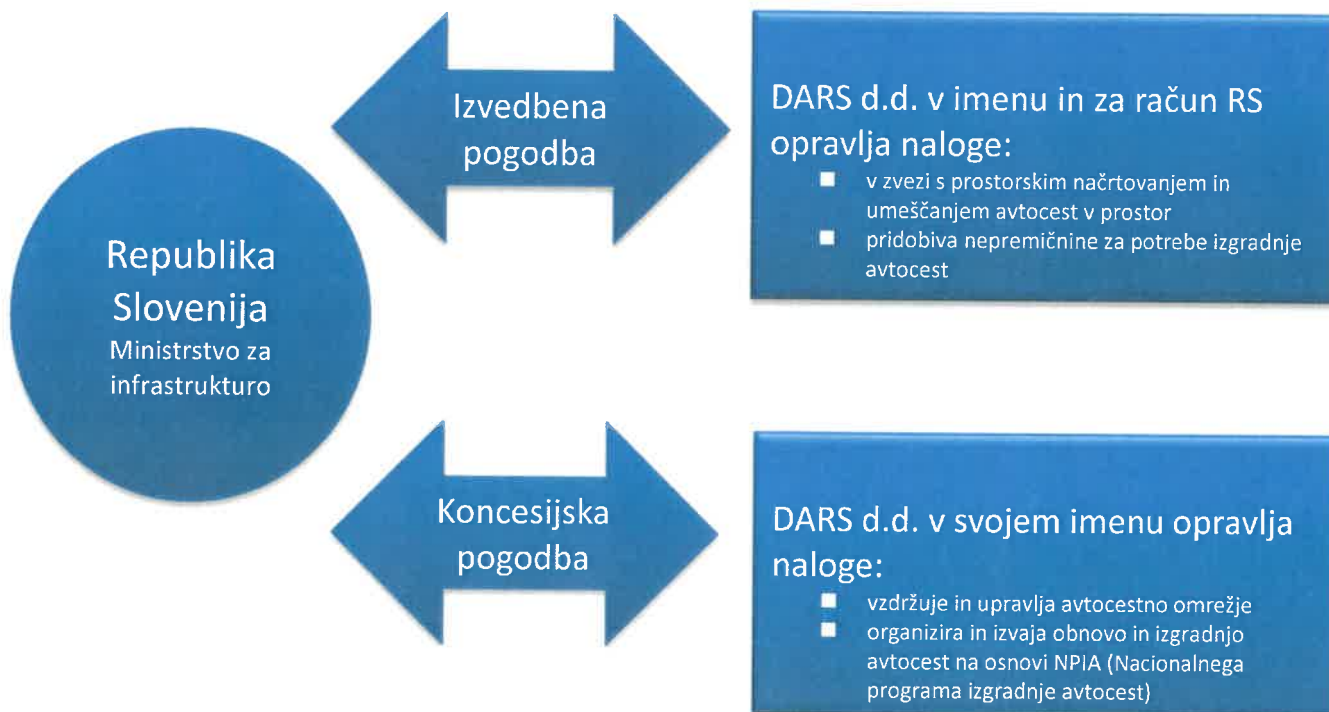 Republika
Slovenija
Ministrstvo za
infrastrukturo
Izvedbena
pogodba
DARS d.d. v imenu in za račun RS
opravlja naloge:
v zvezi s prostorskim načrtovanjem in
umeščanjem avtocest v prostor
pridobiva nepremičnine za potrebe izgradnje
avtocest
Koncesijska
pogodba
DARS d.d. v svojem imenu opravlja
naloge:
vzdržuje in upravlja avtocestno omrežje
organizira in izvaja obnovo in izgradnjo
avtocest na osnovi NPIA (Nacionalnega
programa izgradnje avtocest)